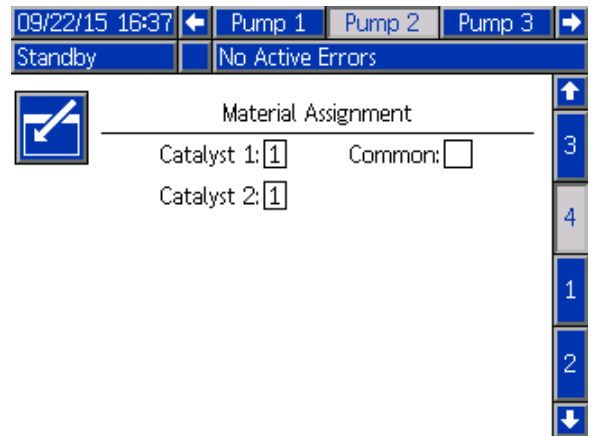 09/22/15 16:37 Pump 1 Pump 2 Pump 3
Standby No Active Errors
Material Assignment
3
Catalyst 1: 1 Common:
Catalyst 2: 1
4
1
2